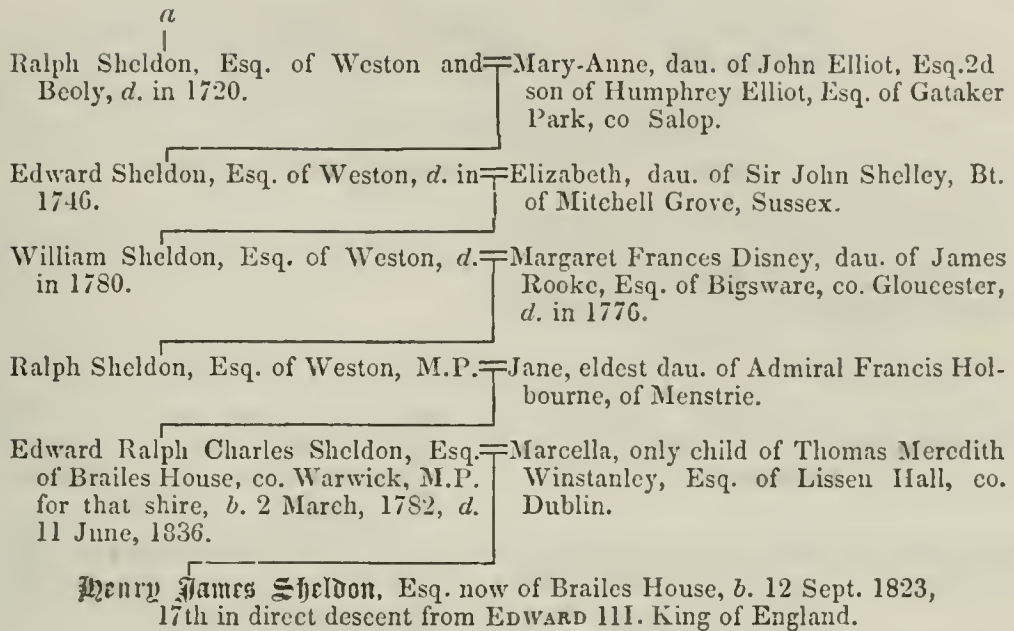 a
Ralph Sheldon, Esq. of Weston and=Mary-Anne, dau. of John Elliot, Esq.2d
Beoly, d. in 1720.
son of Humphrey Elliot, Esq. of Gataker
Park, co Salop.
Edward Sheldon, Esq. of Weston, d. in=Elizabeth, dau. of Sir John Shelley, Bt.
1746.
of Mitchell Grove, Sussex.
William Sheldon, Esq. of Weston, d.=Margaret Frances Disney, dau. of James
in 1780.
Rooke, Esq. of Bigsware, co. Gloucester,
d. in 1776.
Ralph Sheldon, Esq. of Weston, M.P.=Jane, eldest dau. of Admiral Francis Hol-
bourne, of Menstrie.
Edward Ralph Charles Sheldon, Esq.=Marcella, only child of Thomas Meredith
of Brailes House, co. Warwick, M.P.
for that shire, b. 2 March, 1782, d.
11 June, 1836.
Winstanley, Esq. of Lissen Hall, co.
Dublin.
Henry James Sheldon, Esq. now of Brailes House, b. 12 Sept. 1823,
17th in direct descent from EDWARD III. King of England.